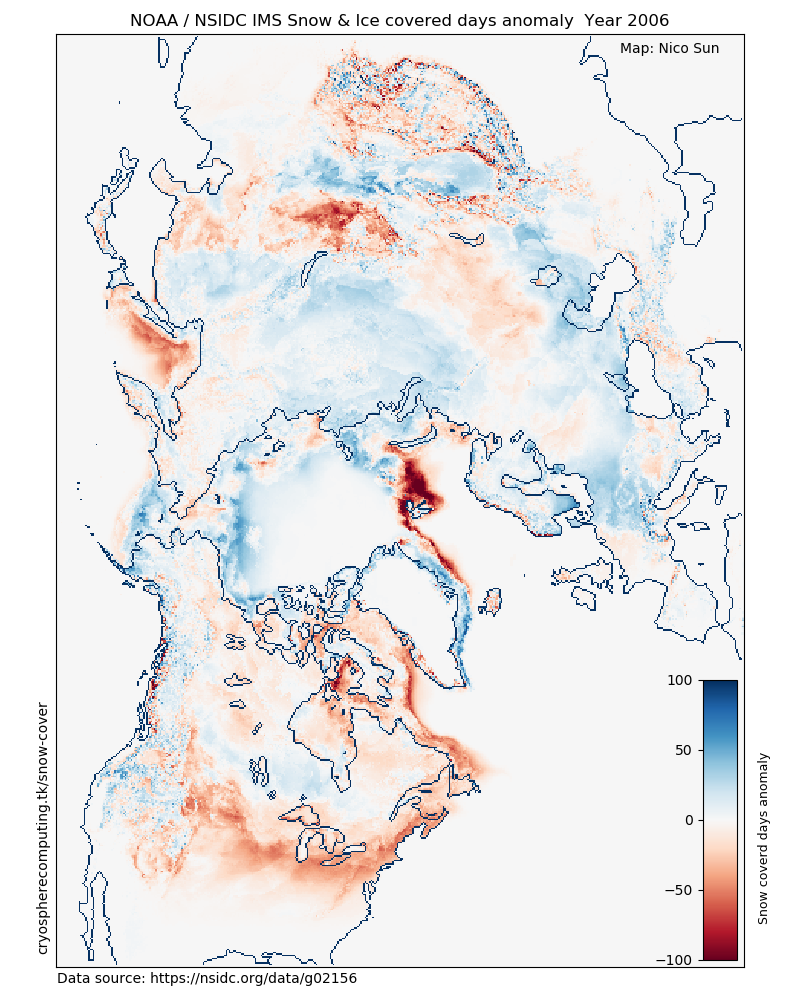 NOAA / NSIDC IMS Snow & Ice covered days anomaly  Year 2006
Map: Nico Sun
100
50
0
−50
−100
Snow coverd days anomaly
cryospherecomputing.tk/snow-cover
Data source: https://nsidc.org/data/g02156